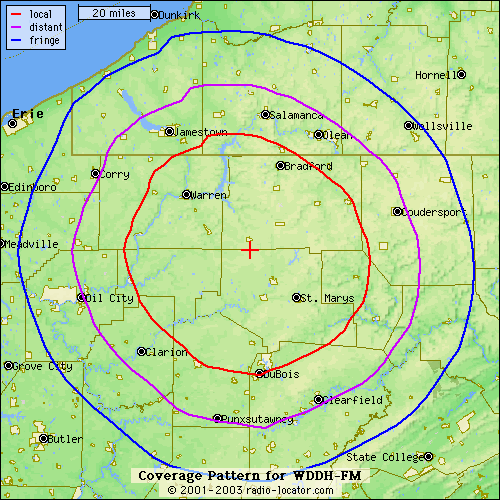 local
distant
fringe
20 miles
Dunkirk
Hornell
Erie
Salamanca
Wellsville
Jamestown
Olean
Bradford
Corry
Edinboro
Warren
Coudersport
Meadville
Oil City
St. Marys
Clarion
Grove City
DuBois
Clearfield
Punxsutawney
Butler
State College
Coverage Pattern for WDDH-FM
© 2001-2003 radio-locator.com